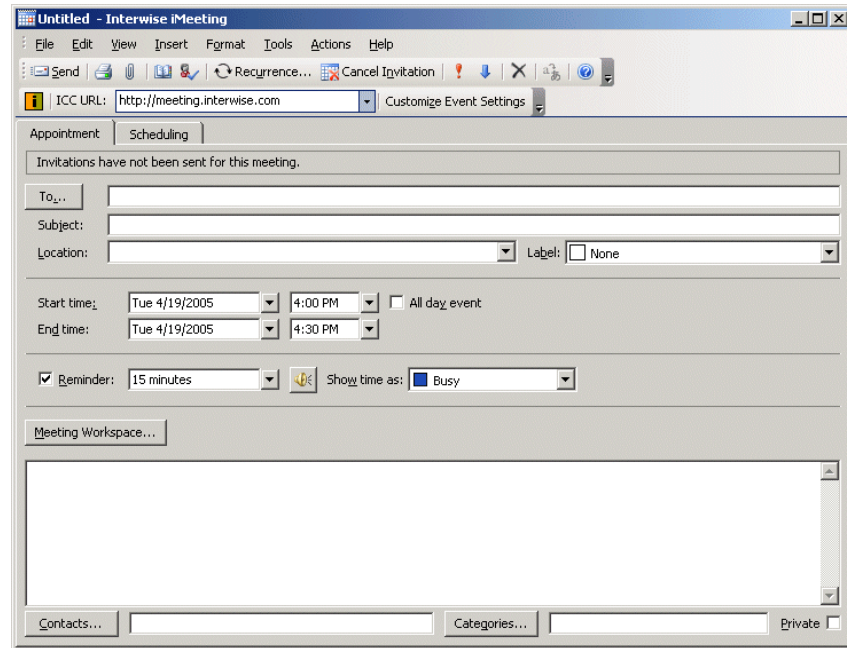 Untitled - Interwise iMeeting
File Edit View Insert Format Tools Actions Help
Send Recurrence... Cancel Invitation
ICC URL: http://meeting.interwise.com Customize Event Settings
Appointment Scheduling
Invitations have not been sent for this meeting.
To...
Subject:
Location: Label: None
Start time: Tue 4/19/2005 4:00 PM All day event
End time: Tue 4/19/2005 4:30 PM
Reminder: 15 minutes Show time as: Busy
Meeting Workspace...
Contacts... Categories... Private